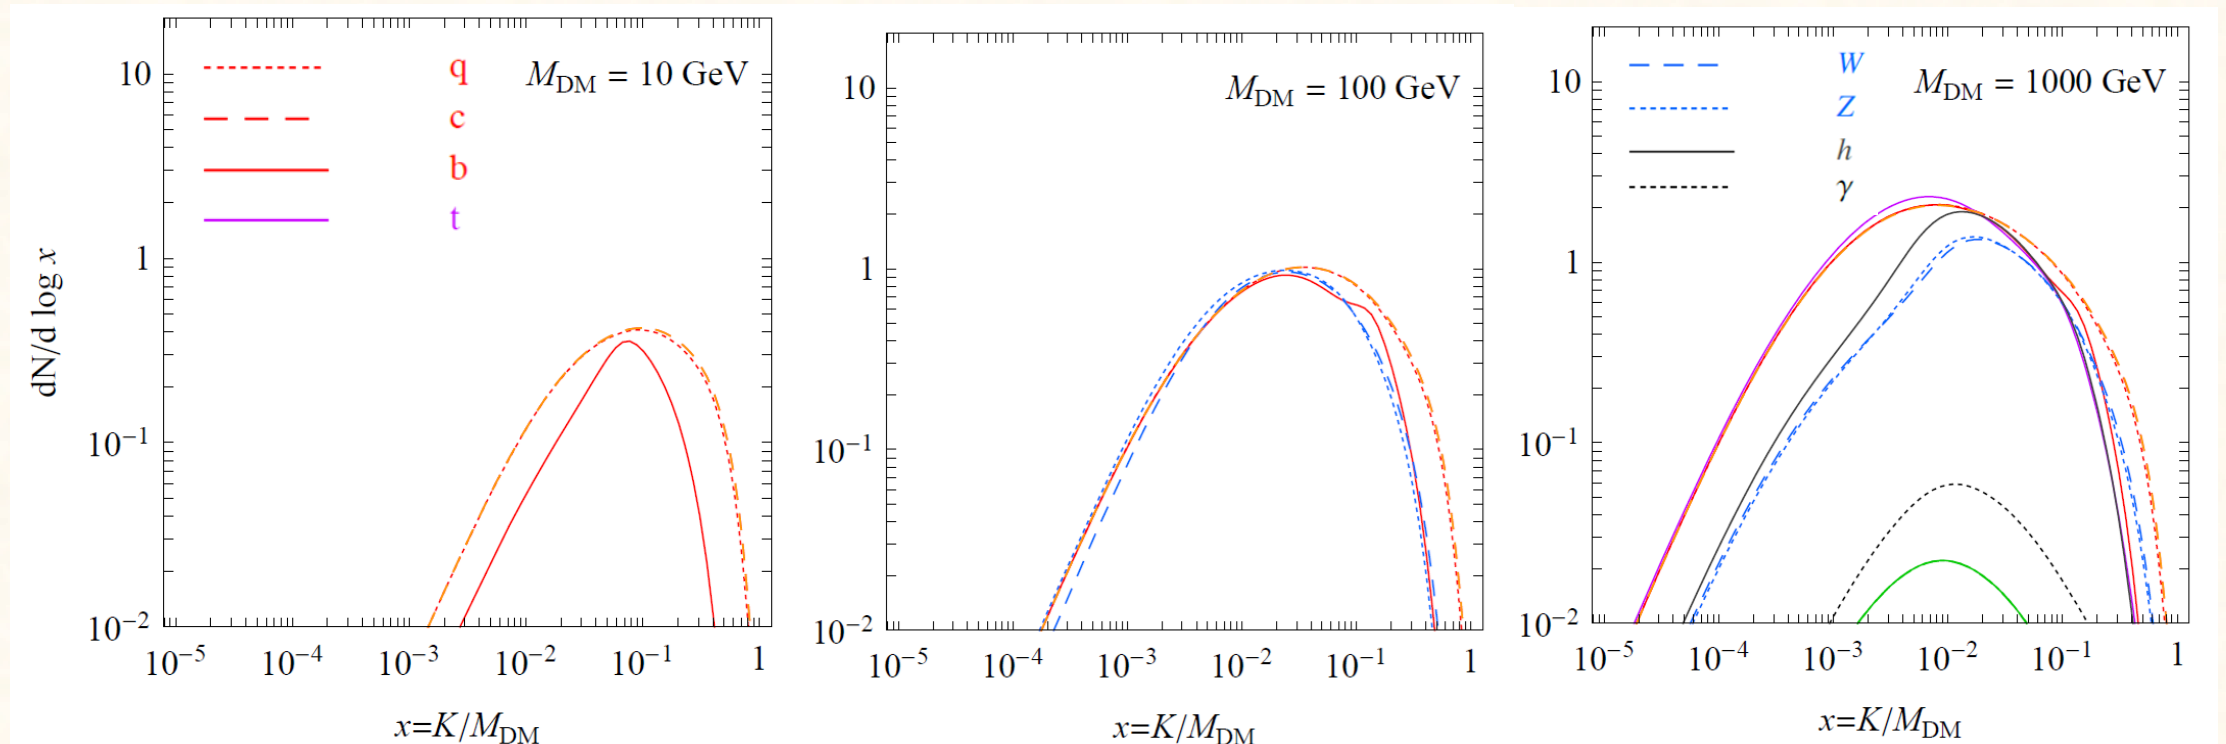 dN/d log x
10
1
10⁻¹
10⁻²
q
c
b
t
M_DM = 10 GeV
10⁻⁵ 10⁻⁴ 10⁻³ 10⁻² 10⁻¹ 1
x=K/M_DM
10
1
10⁻¹
10⁻²
M_DM = 100 GeV
10⁻⁵ 10⁻⁴ 10⁻³ 10⁻² 10⁻¹ 1
x=K/M_DM
10
1
10⁻¹
10⁻²
W
Z
h
γ
M_DM = 1000 GeV
10⁻⁵ 10⁻⁴ 10⁻³ 10⁻² 10⁻¹ 1
x=K/M_DM